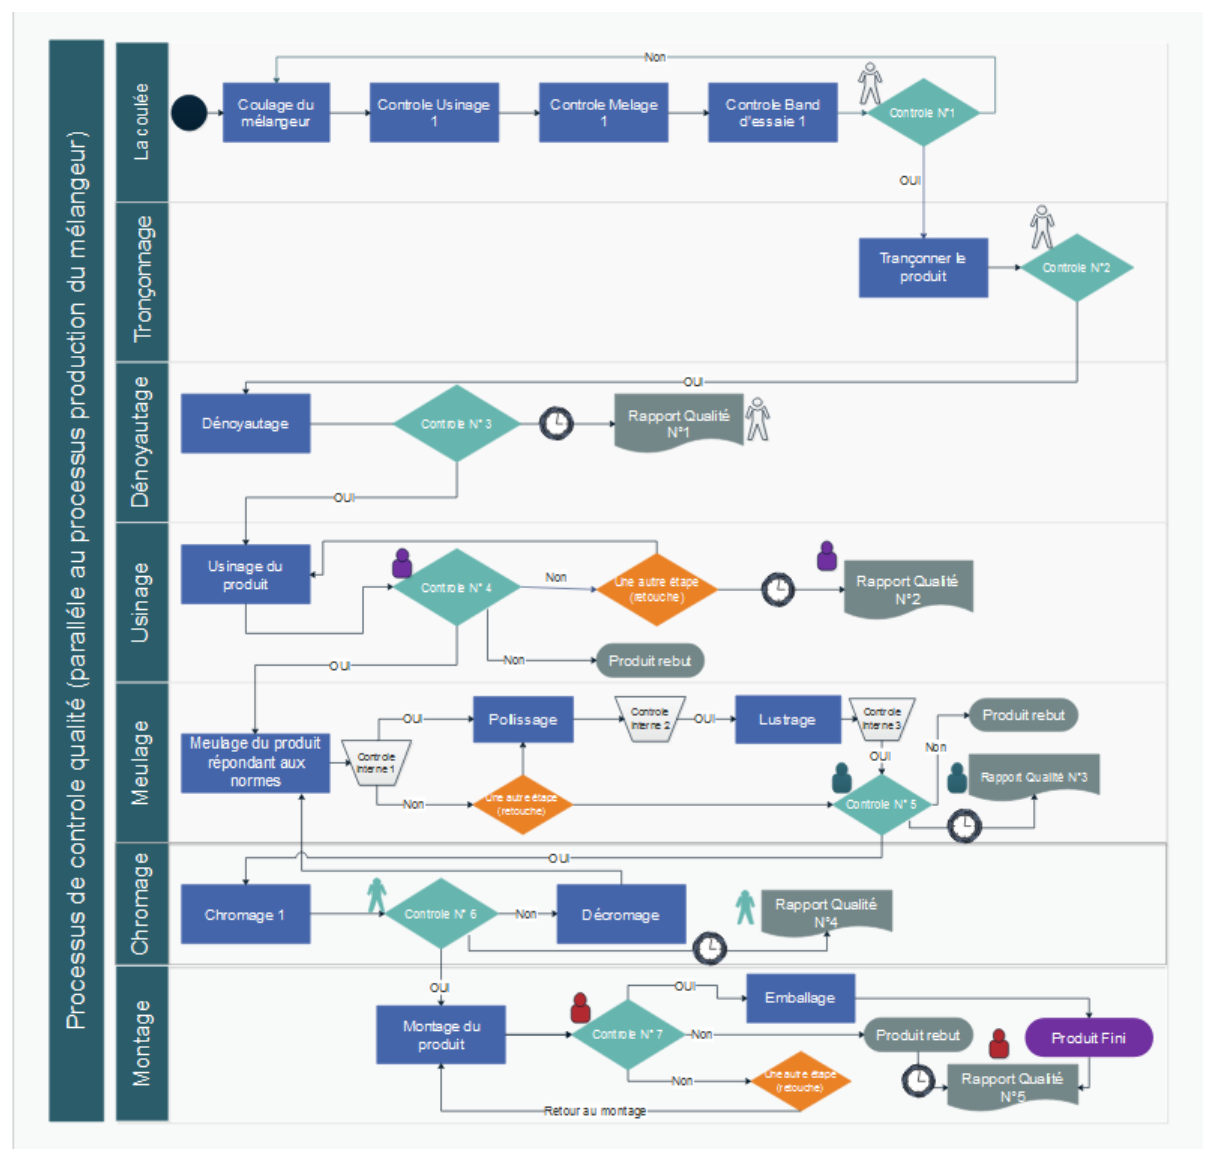 Processus de controle qualité (paralléle au processus production du mélangeur)
La coulée
Non
Coulage du
mélangeur
Controle Usinage
1
Controle Melage
1
Controle Band
d'essaie 1
Controle N°1
OUI
Tronçonnage
Trançonner le
produit
Controle N°2
Dénoyautage
OUI
Dénoyautage
Controle N° 3
Rapport Qualité
N°1
OUI
Usinage
Usinage du
produit
Controle N° 4
Non
Une autre étape
(retouche)
Rapport Qualité
N°2
Non
Produit rebut
OUI
Meulage
Meulage du produit
répondant aux
normes
Controle
Interne 1
OUI
Polissage
Controle
Interne 2
OUI
Lustrage
Controle
Interne 3
OUI
Non
Produit rebut
Non
Une autre étape
(retouche)
Controle N° 5
Rapport Qualité N°3
OUI
Chromage
Chromage 1
Controle N° 6
Non
Décromage
Rapport Qualité
N°4
OUI
Montage
Montage du
produit
Controle N° 7
OUI
Emballage
Non
Produit rebut
Produit Fini
Non
Une autre étape
(retouche)
Rapport Qualité
N°5
Retour au montage